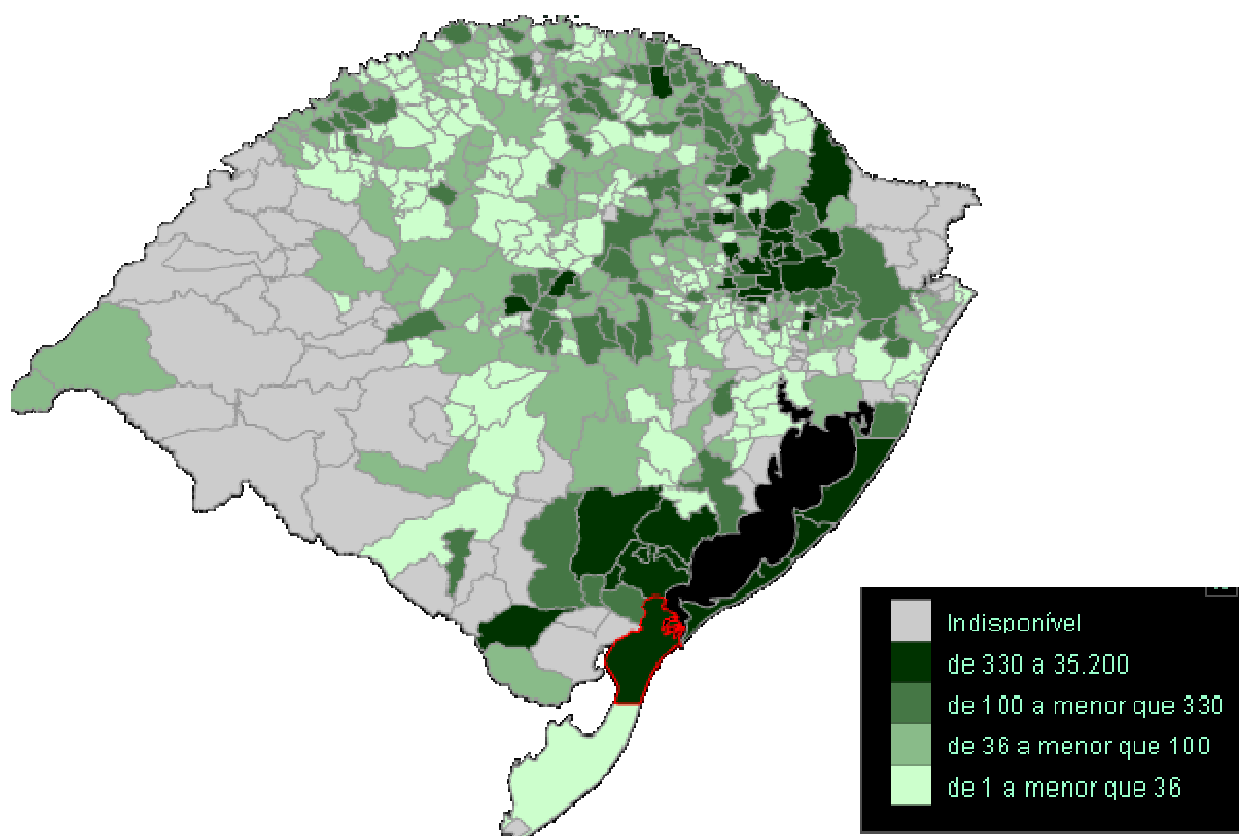 Indisponível
de 330 a 35.200
de 100 a menor que 330
de 36 a menor que 100
de 1 a menor que 36